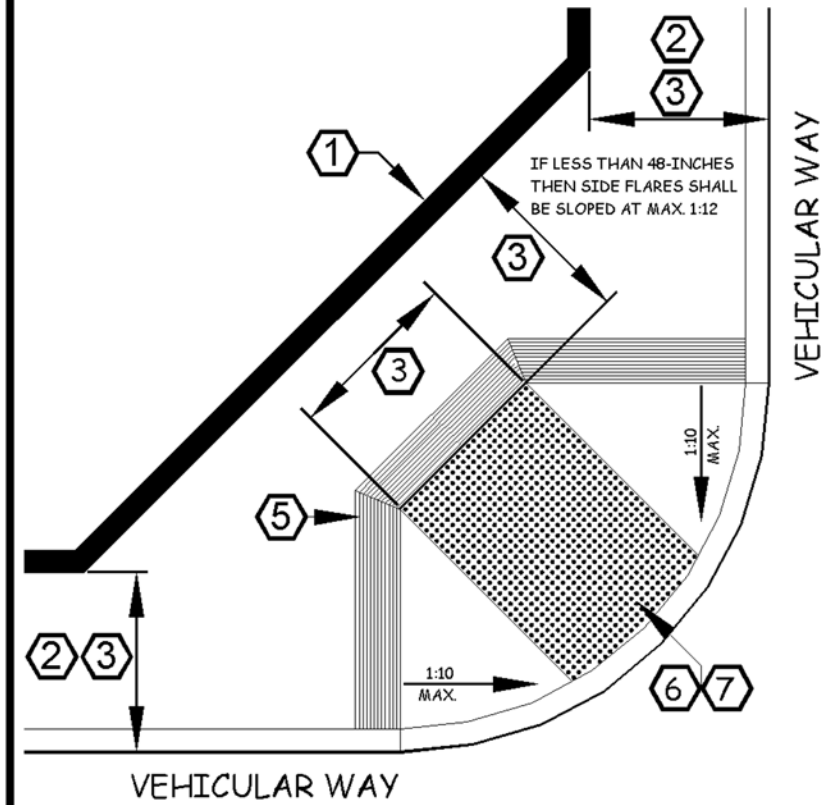 2
3
1
IF LESS THAN 48-INCHES
THEN SIDE FLARES SHALL
BE SLOPED AT MAX. 1:12
VEHICULAR WAY
3
3
1:10
MAX.
5
2 3
1:10
MAX.
6 7
VEHICULAR WAY